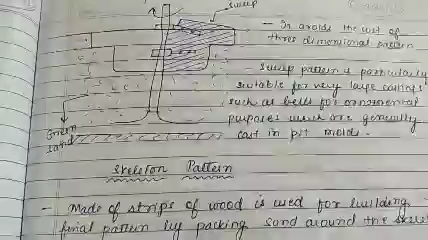 sweep
- It avoids the cost of
three dimensional pattern
Sweep pattern is particularly
suitable for very large castings
such as bells for ornamental
purposes which are generally
cast in pit molds.
Green
sand
Skeleton Pattern
- Made of strips of wood is used for building
final pattern by packing sand around the skele